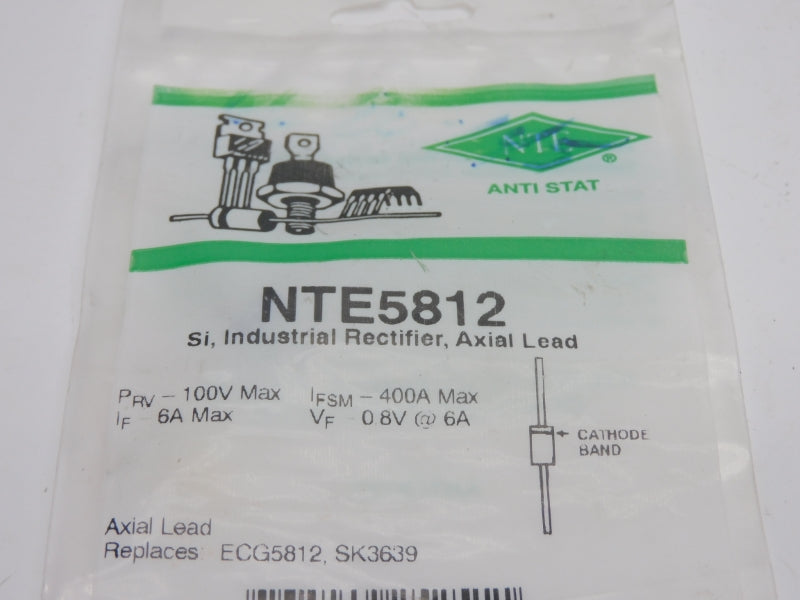 NTE
®
ANTI STAT
NTE5812
Si, Industrial Rectifier, Axial Lead
PRV – 100V Max IFSM – 400A Max
IF – 6A Max VF – 0.8V @ 6A
CATHODE
BAND
Axial Lead
Replaces: ECG5812, SK3639